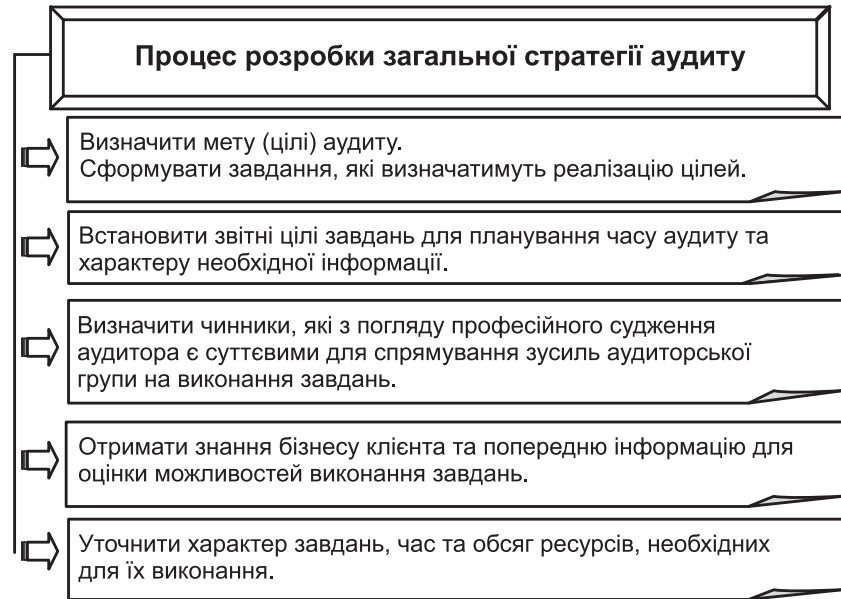 Процес розробки загальної стратегії аудиту
Визначити мету (цілі) аудиту.
Сформувати завдання, які визначатимуть реалізацію цілей.
Встановити звітні цілі завдань для планування часу аудиту та
характеру необхідної інформації.
Визначити чинники, які з погляду професійного судження
аудитора є суттєвими для спрямування зусиль аудиторської
групи на виконання завдань.
Отримати знання бізнесу клієнта та попередню інформацію для
оцінки можливостей виконання завдань.
Уточнити характер завдань, час та обсяг ресурсів, необхідних
для їх виконання.